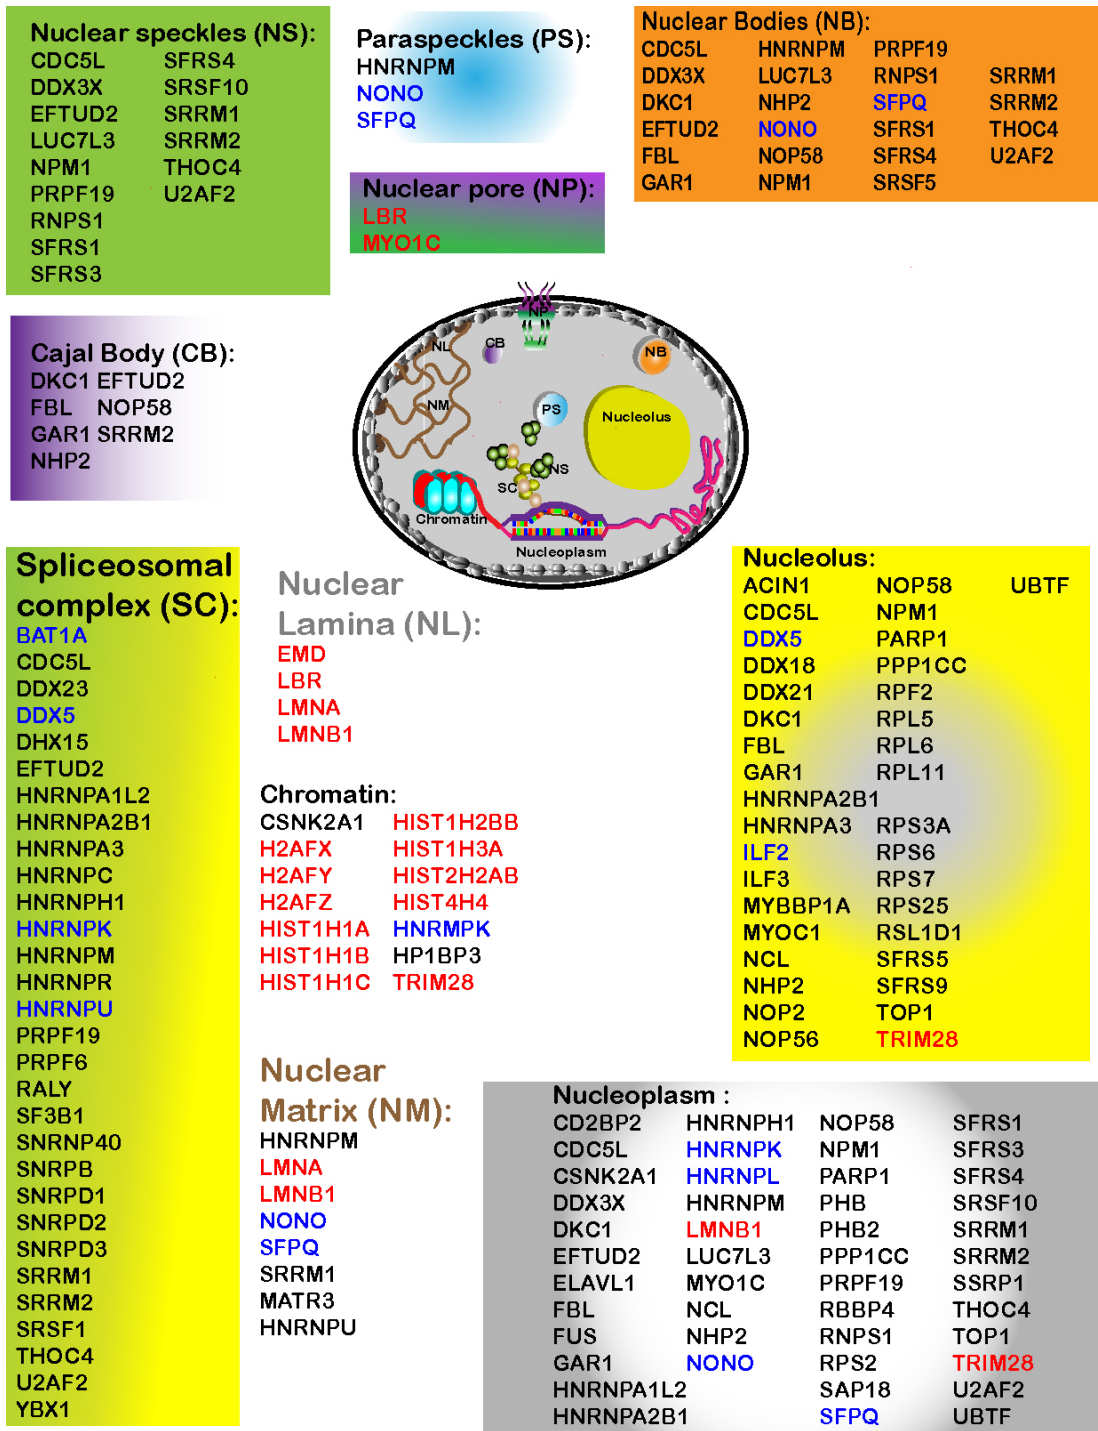 Nuclear speckles (NS):
CDC5L SFRS4
DDX3X SRSF10
EFTUD2 SRRM1
LUC7L3 SRRM2
NPM1 THOC4
PRPF19 U2AF2
RNPS1
SFRS1
SFRS3
Paraspeckles (PS):
HNRNPM
NONO
SFPQ
Nuclear Bodies (NB):
CDC5L HNRNPM PRPF19
DDX3X LUC7L3 RNPS1 SRRM1
DKC1 NHP2 SFPQ SRRM2
EFTUD2 NONO SFRS1 THOC4
FBL NOP58 SFRS4 U2AF2
GAR1 NPM1 SRSF5
Nuclear pore (NP):
LBR
MYO1C
Cajal Body (CB):
DKC1 EFTUD2
FBL NOP58
GAR1 SRRM2
NHP2
NP
NL
CB
NB
NM
PS
Nucleolus
NS
SC
Chromatin
Nucleoplasm
Spliceosomal
complex (SC):
BAT1A
CDC5L
DDX23
DDX5
DHX15
EFTUD2
HNRNPA1L2
HNRNPA2B1
HNRNPA3
HNRNPC
HNRNPH1
HNRNPK
HNRNPM
HNRNPR
HNRNPU
PRPF19
PRPF6
RALY
SF3B1
SNRNP40
SNRPB
SNRPD1
SNRPD2
SNRPD3
SRRM1
SRRM2
SRSF1
THOC4
U2AF2
YBX1
Nuclear
Lamina (NL):
EMD
LBR
LMNA
LMNB1
Chromatin:
CSNK2A1 HIST1H2BB
H2AFX HIST1H3A
H2AFY HIST2H2AB
H2AFZ HIST4H4
HIST1H1A HNRMPK
HIST1H1B HP1BP3
HIST1H1C TRIM28
Nuclear
Matrix (NM):
HNRNPM
LMNA
LMNB1
NONO
SFPQ
SRRM1
MATR3
HNRNPU
Nucleolus:
ACIN1 NOP58 UBTF
CDC5L NPM1
DDX5 PARP1
DDX18 PPP1CC
DDX21 RPF2
DKC1 RPL5
FBL RPL6
GAR1 RPL11
HNRNPA2B1
HNRNPA3 RPS3A
ILF2 RPS6
ILF3 RPS7
MYBBP1A RPS25
MYOC1 RSL1D1
NCL SFRS5
NHP2 SFRS9
NOP2 TOP1
NOP56 TRIM28
Nucleoplasm :
CD2BP2 HNRNPH1 NOP58 SFRS1
CDC5L HNRNPK NPM1 SFRS3
CSNK2A1 HNRNPL PARP1 SFRS4
DDX3X HNRNPM PHB SRSF10
DKC1 LMNB1 PHB2 SRRM1
EFTUD2 LUC7L3 PPP1CC SRRM2
ELAVL1 MYO1C PRPF19 SSRP1
FBL NCL RBBP4 THOC4
FUS NHP2 RNPS1 TOP1
GAR1 NONO RPS2 TRIM28
HNRNPA1L2 SAP18 U2AF2
HNRNPA2B1 SFPQ UBTF